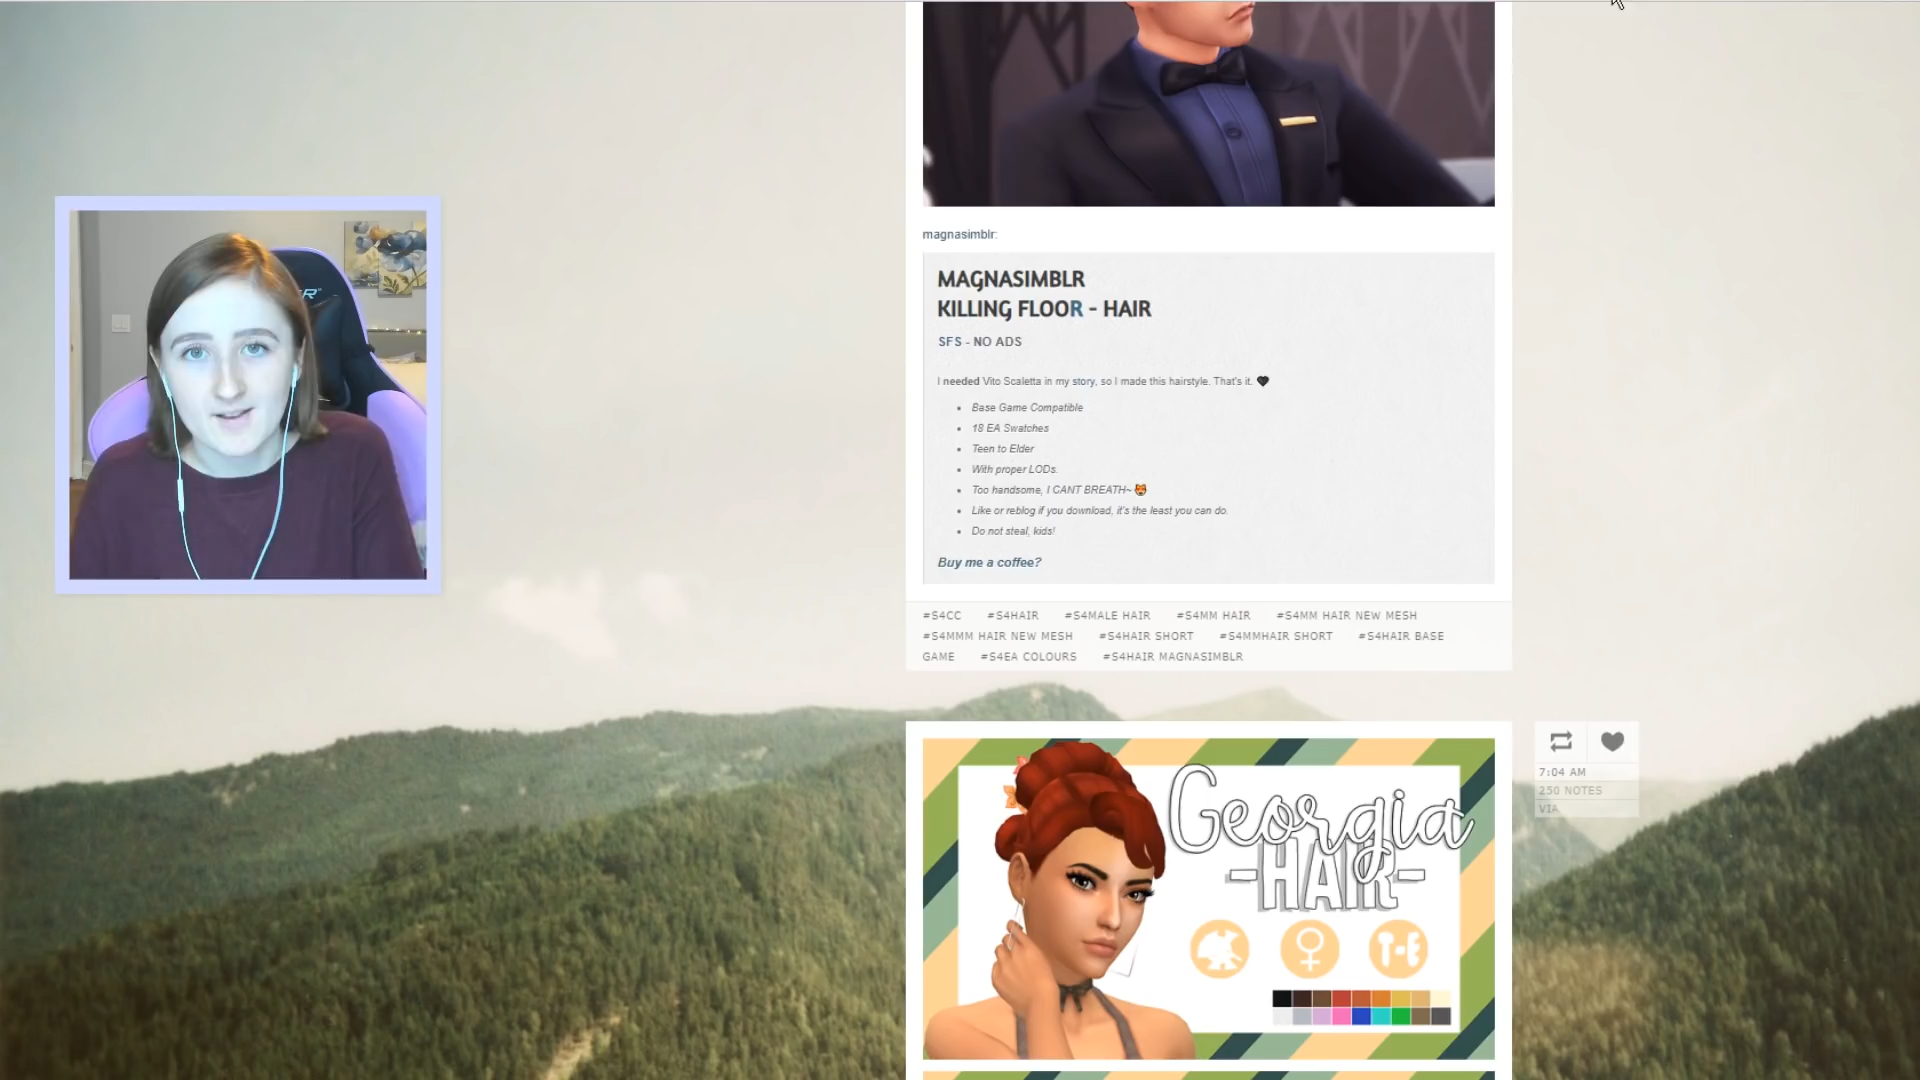 magnasimblr:
MAGNASIMBLR
KILLING FLOOR - HAIR
SFS - NO ADS
I needed Vito Scaletta in my story, so I made this hairstyle. That's it. 🖤
Base Game Compatible
18 EA Swatches
Teen to Elder
With proper LODs.
Too handsome, I CANT BREATH~
Like or reblog if you download, it's the least you can do.
Do not steal, kids!
Buy me a coffee?
#S4CC #S4HAIR #S4MALE HAIR #S4MM HAIR #S4MM HAIR NEW MESH
#S4MMM HAIR NEW MESH #S4HAIR SHORT #S4MMHAIR SHORT #S4HAIR BASE
GAME #S4EA COLOURS #S4HAIR MAGNASIMBLR
Georgia
-HAIR-
T-E
7:04 AM
250 NOTES
VIA